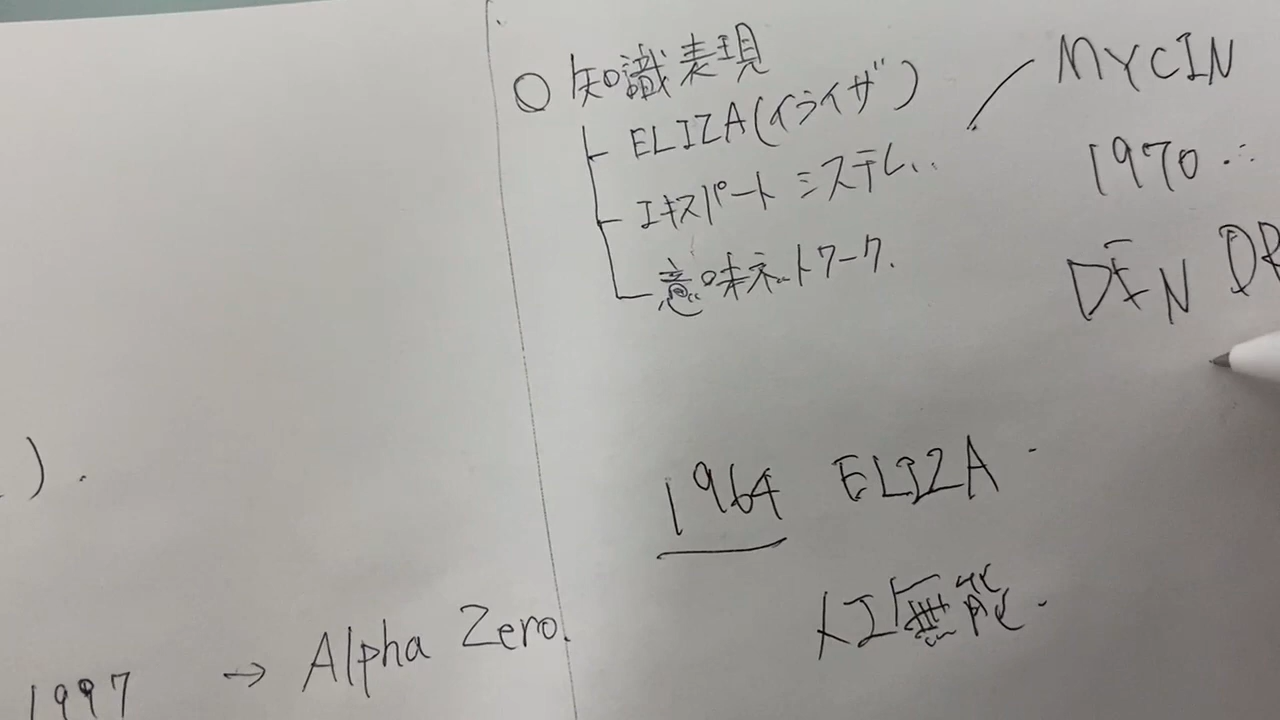 ○ 知識表現
ELIZA(イライザ)
エキスパートシステム
意味ネットワーク.
MYCIN
1970
DEN DR
1964 ELIZA
人工無能.
).
1997 → Alpha Zero.